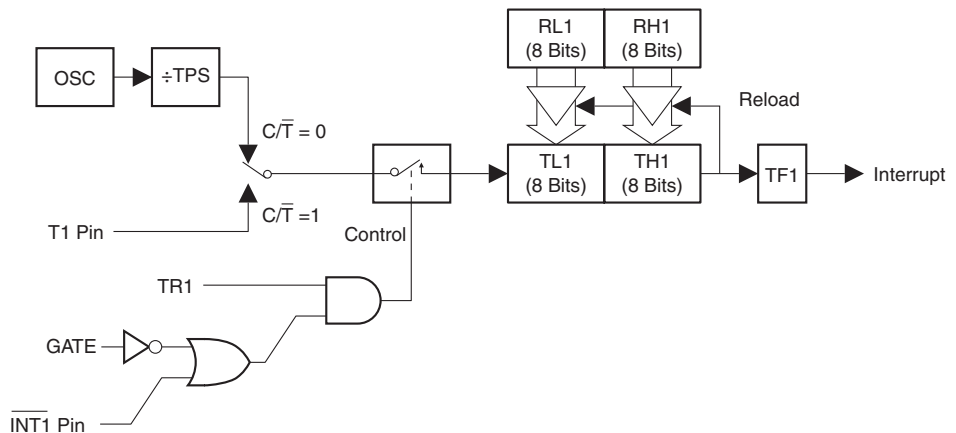 RL1
(8 Bits)
RH1
(8 Bits)
OSC
÷TPS
Reload
C/T̅ = 0
TL1
(8 Bits)
TH1
(8 Bits)
TF1
Interrupt
C/T̅ =1
T1 Pin
Control
TR1
GATE
I̅N̅T̅1̅ Pin